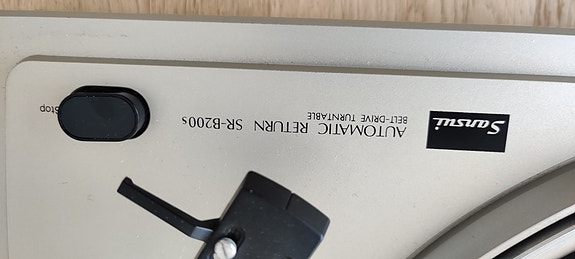 Sansui
AUTOMATIC RETURN SR-B200s
BELT-DRIVE TURNTABLE
Stop